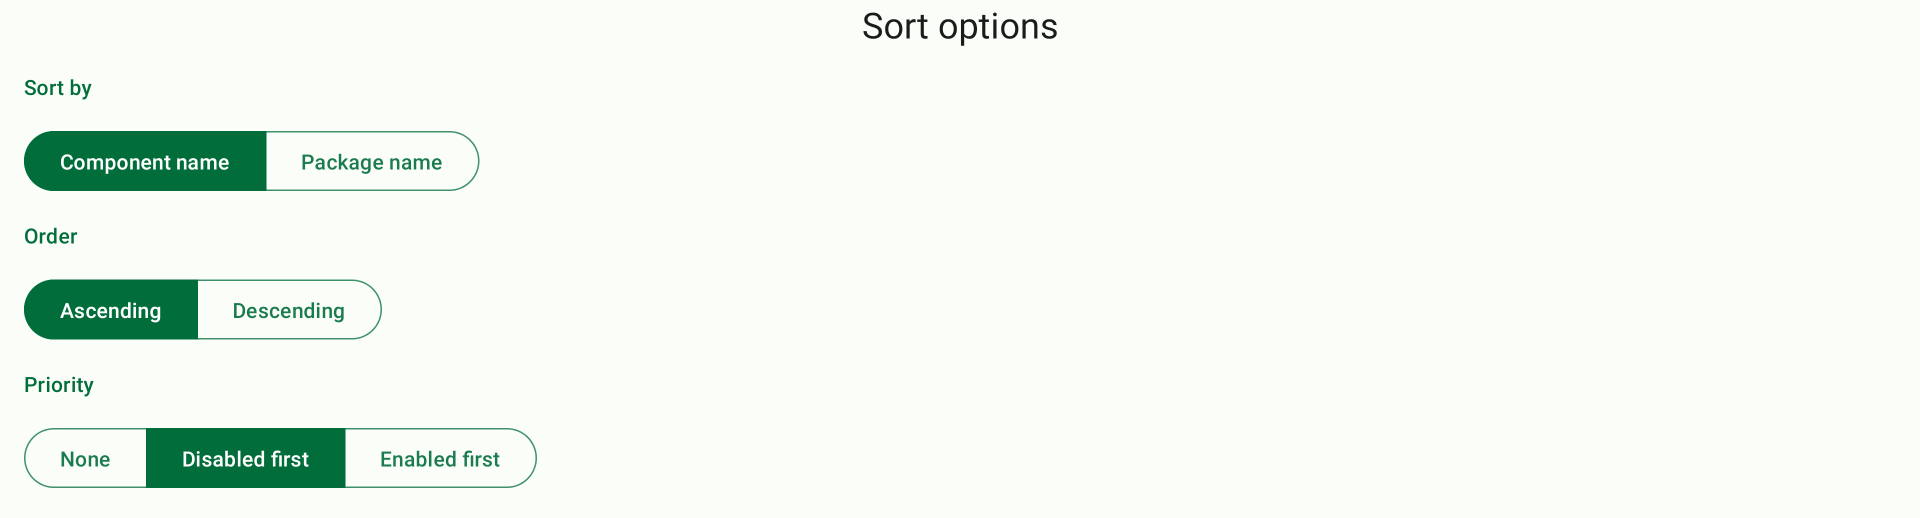 Sort options
Sort by
Component name Package name
Order
Ascending Descending
Priority
None Disabled first Enabled first